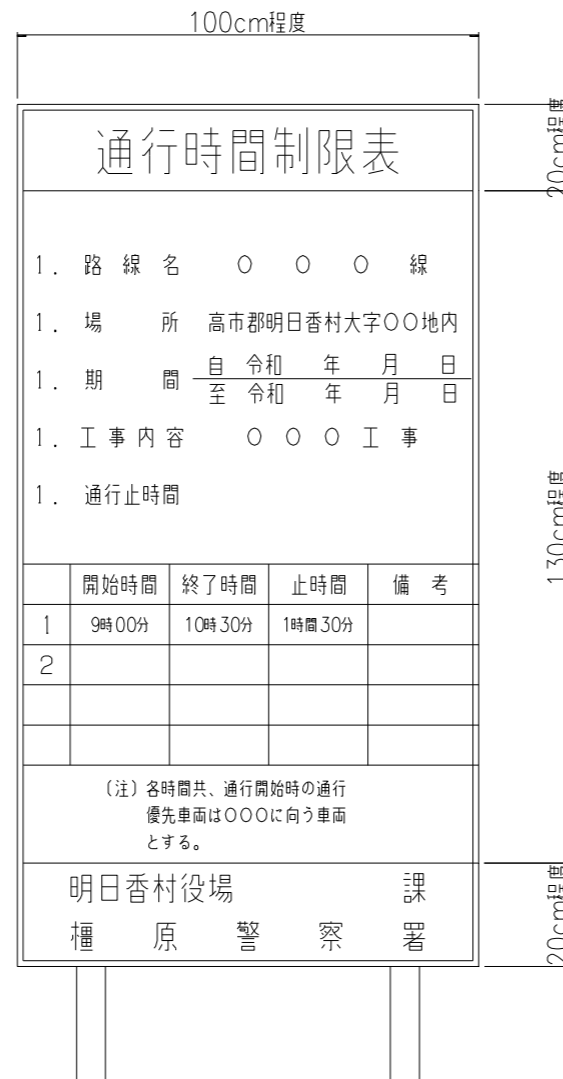 100cm程度
20cm程度
通行時間制限表
1. 路線名 〇 〇 〇 線
1. 場 所 高市郡明日香村大字〇〇地内
1. 期 間 自 令和 年 月 日
至 令和 年 月 日
1. 工事内容 〇 〇 〇 工 事
1. 通行止時間
130cm程度
開始時間 終了時間 止時間 備 考
1 9時00分 10時30分 1時間30分
2
〔注〕各時間共、通行開始時の通行
優先車両は〇〇〇に向う車両
とする。
明日香村役場 課
橿 原 警 察 署
20cm程度